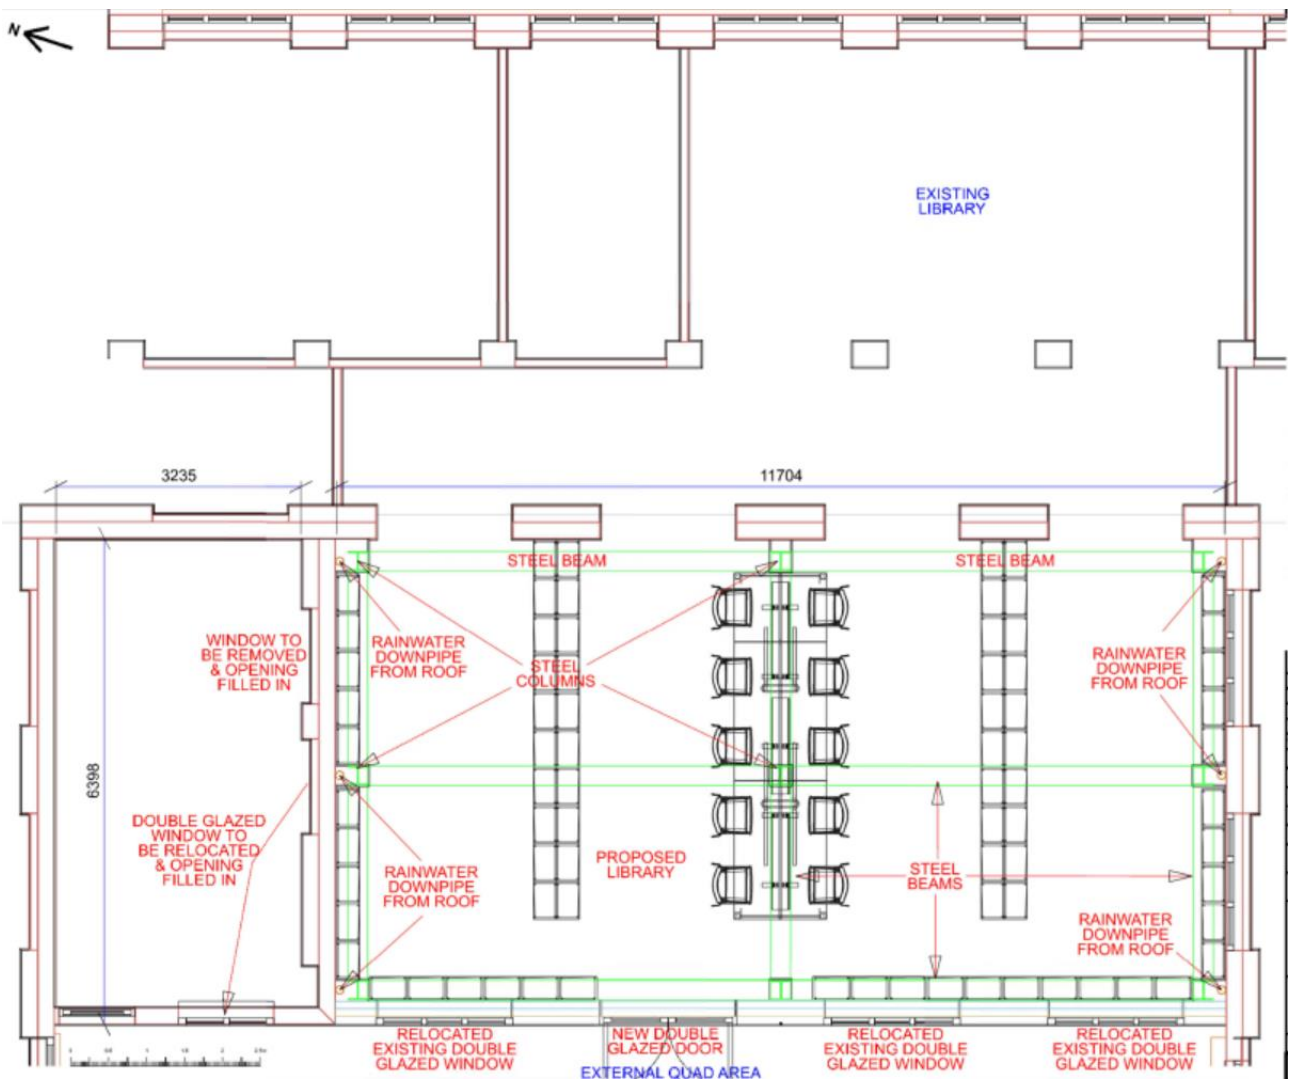 N
EXISTING
LIBRARY
3235
11704
STEEL BEAM
STEEL BEAM
WINDOW TO
BE REMOVED
& OPENING
FILLED IN
RAINWATER
DOWNPIPE
FROM ROOF
STEEL
COLUMNS
RAINWATER
DOWNPIPE
FROM ROOF
6398
DOUBLE GLAZED
WINDOW TO
BE RELOCATED
& OPENING
FILLED IN
RAINWATER
DOWNPIPE
FROM ROOF
PROPOSED
LIBRARY
STEEL
BEAMS
RAINWATER
DOWNPIPE
FROM ROOF
RELOCATED
EXISTING DOUBLE
GLAZED WINDOW
NEW DOUBLE
GLAZED DOOR
RELOCATED
EXISTING DOUBLE
GLAZED WINDOW
RELOCATED
EXISTING DOUBLE
GLAZED WINDOW
EXTERNAL QUAD AREA